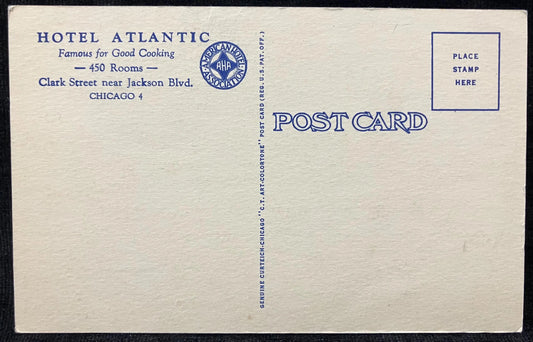 HOTEL ATLANTIC
Famous for Good Cooking
— 450 Rooms —
Clark Street near Jackson Blvd.
CHICAGO 4
AMERICAN HOTEL
AHA
ASSOCIATION
GENUINE CURTEICH-CHICAGO "C.T. ART-COLORTONE" POST CARD (REG. U.S. PAT. OFF.)
POST CARD
PLACE
STAMP
HERE